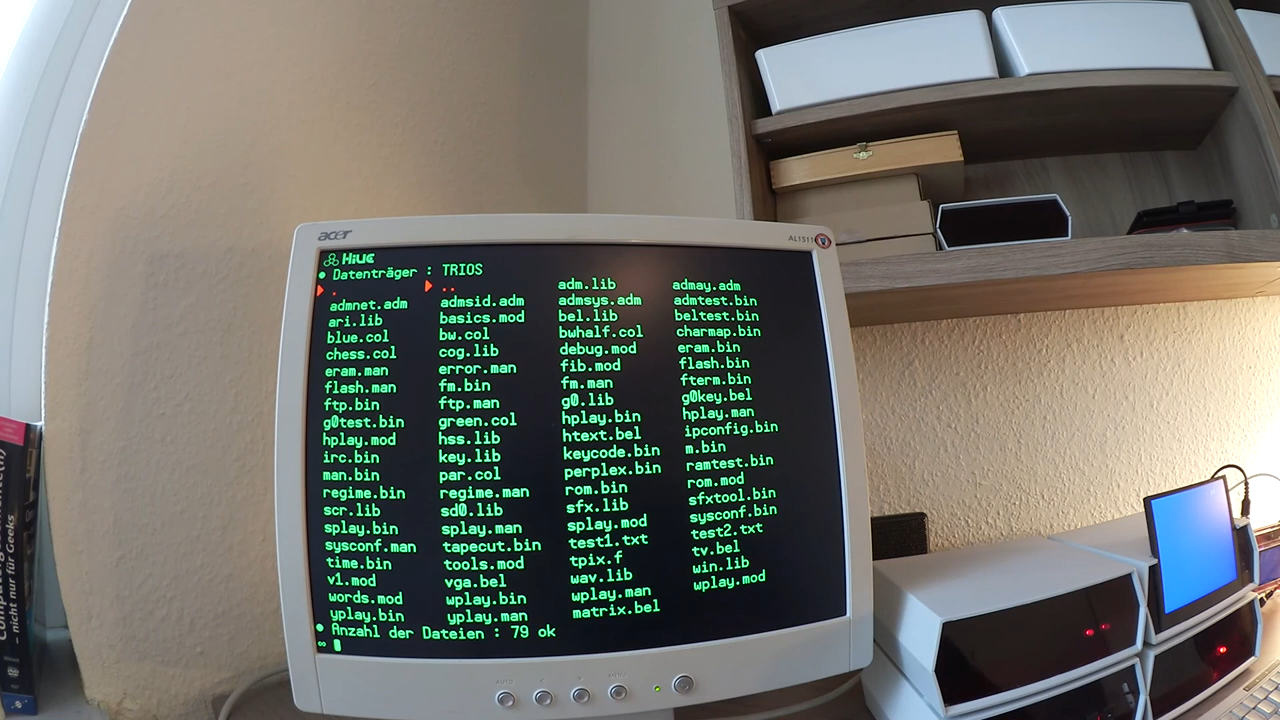 acer
AL1511
Hive
• Datenträger : TRIOS
. .. adm.lib admay.adm
admnet.adm admsid.adm admsys.adm admtest.bin
ari.lib basics.mod bel.lib beltest.bin
blue.col bw.col bwhalf.col charmap.bin
chess.col cog.lib debug.mod eram.bin
eram.man error.man fib.mod flash.bin
flash.man fm.bin fm.man fterm.bin
ftp.bin ftp.man g0.lib g0key.bel
g0test.bin green.col hplay.bin hplay.man
hplay.mod hss.lib htext.bel ipconfig.bin
irc.bin key.lib keycode.bin m.bin
man.bin par.col perplex.bin ramtest.bin
regime.bin regime.man rom.bin rom.mod
scr.lib sd0.lib sfx.lib sfxtool.bin
splay.bin splay.man splay.mod sysconf.bin
sysconf.man tapecut.bin test1.txt test2.txt
time.bin tools.mod tpix.f tv.bel
v1.mod vga.bel wav.lib win.lib
words.mod wplay.bin wplay.man wplay.mod
yplay.bin yplay.man matrix.bel
• Anzahl der Dateien : 79 ok
∞
AUTO < > MENU
Computergeschichte(n)
– nicht nur für Geeks